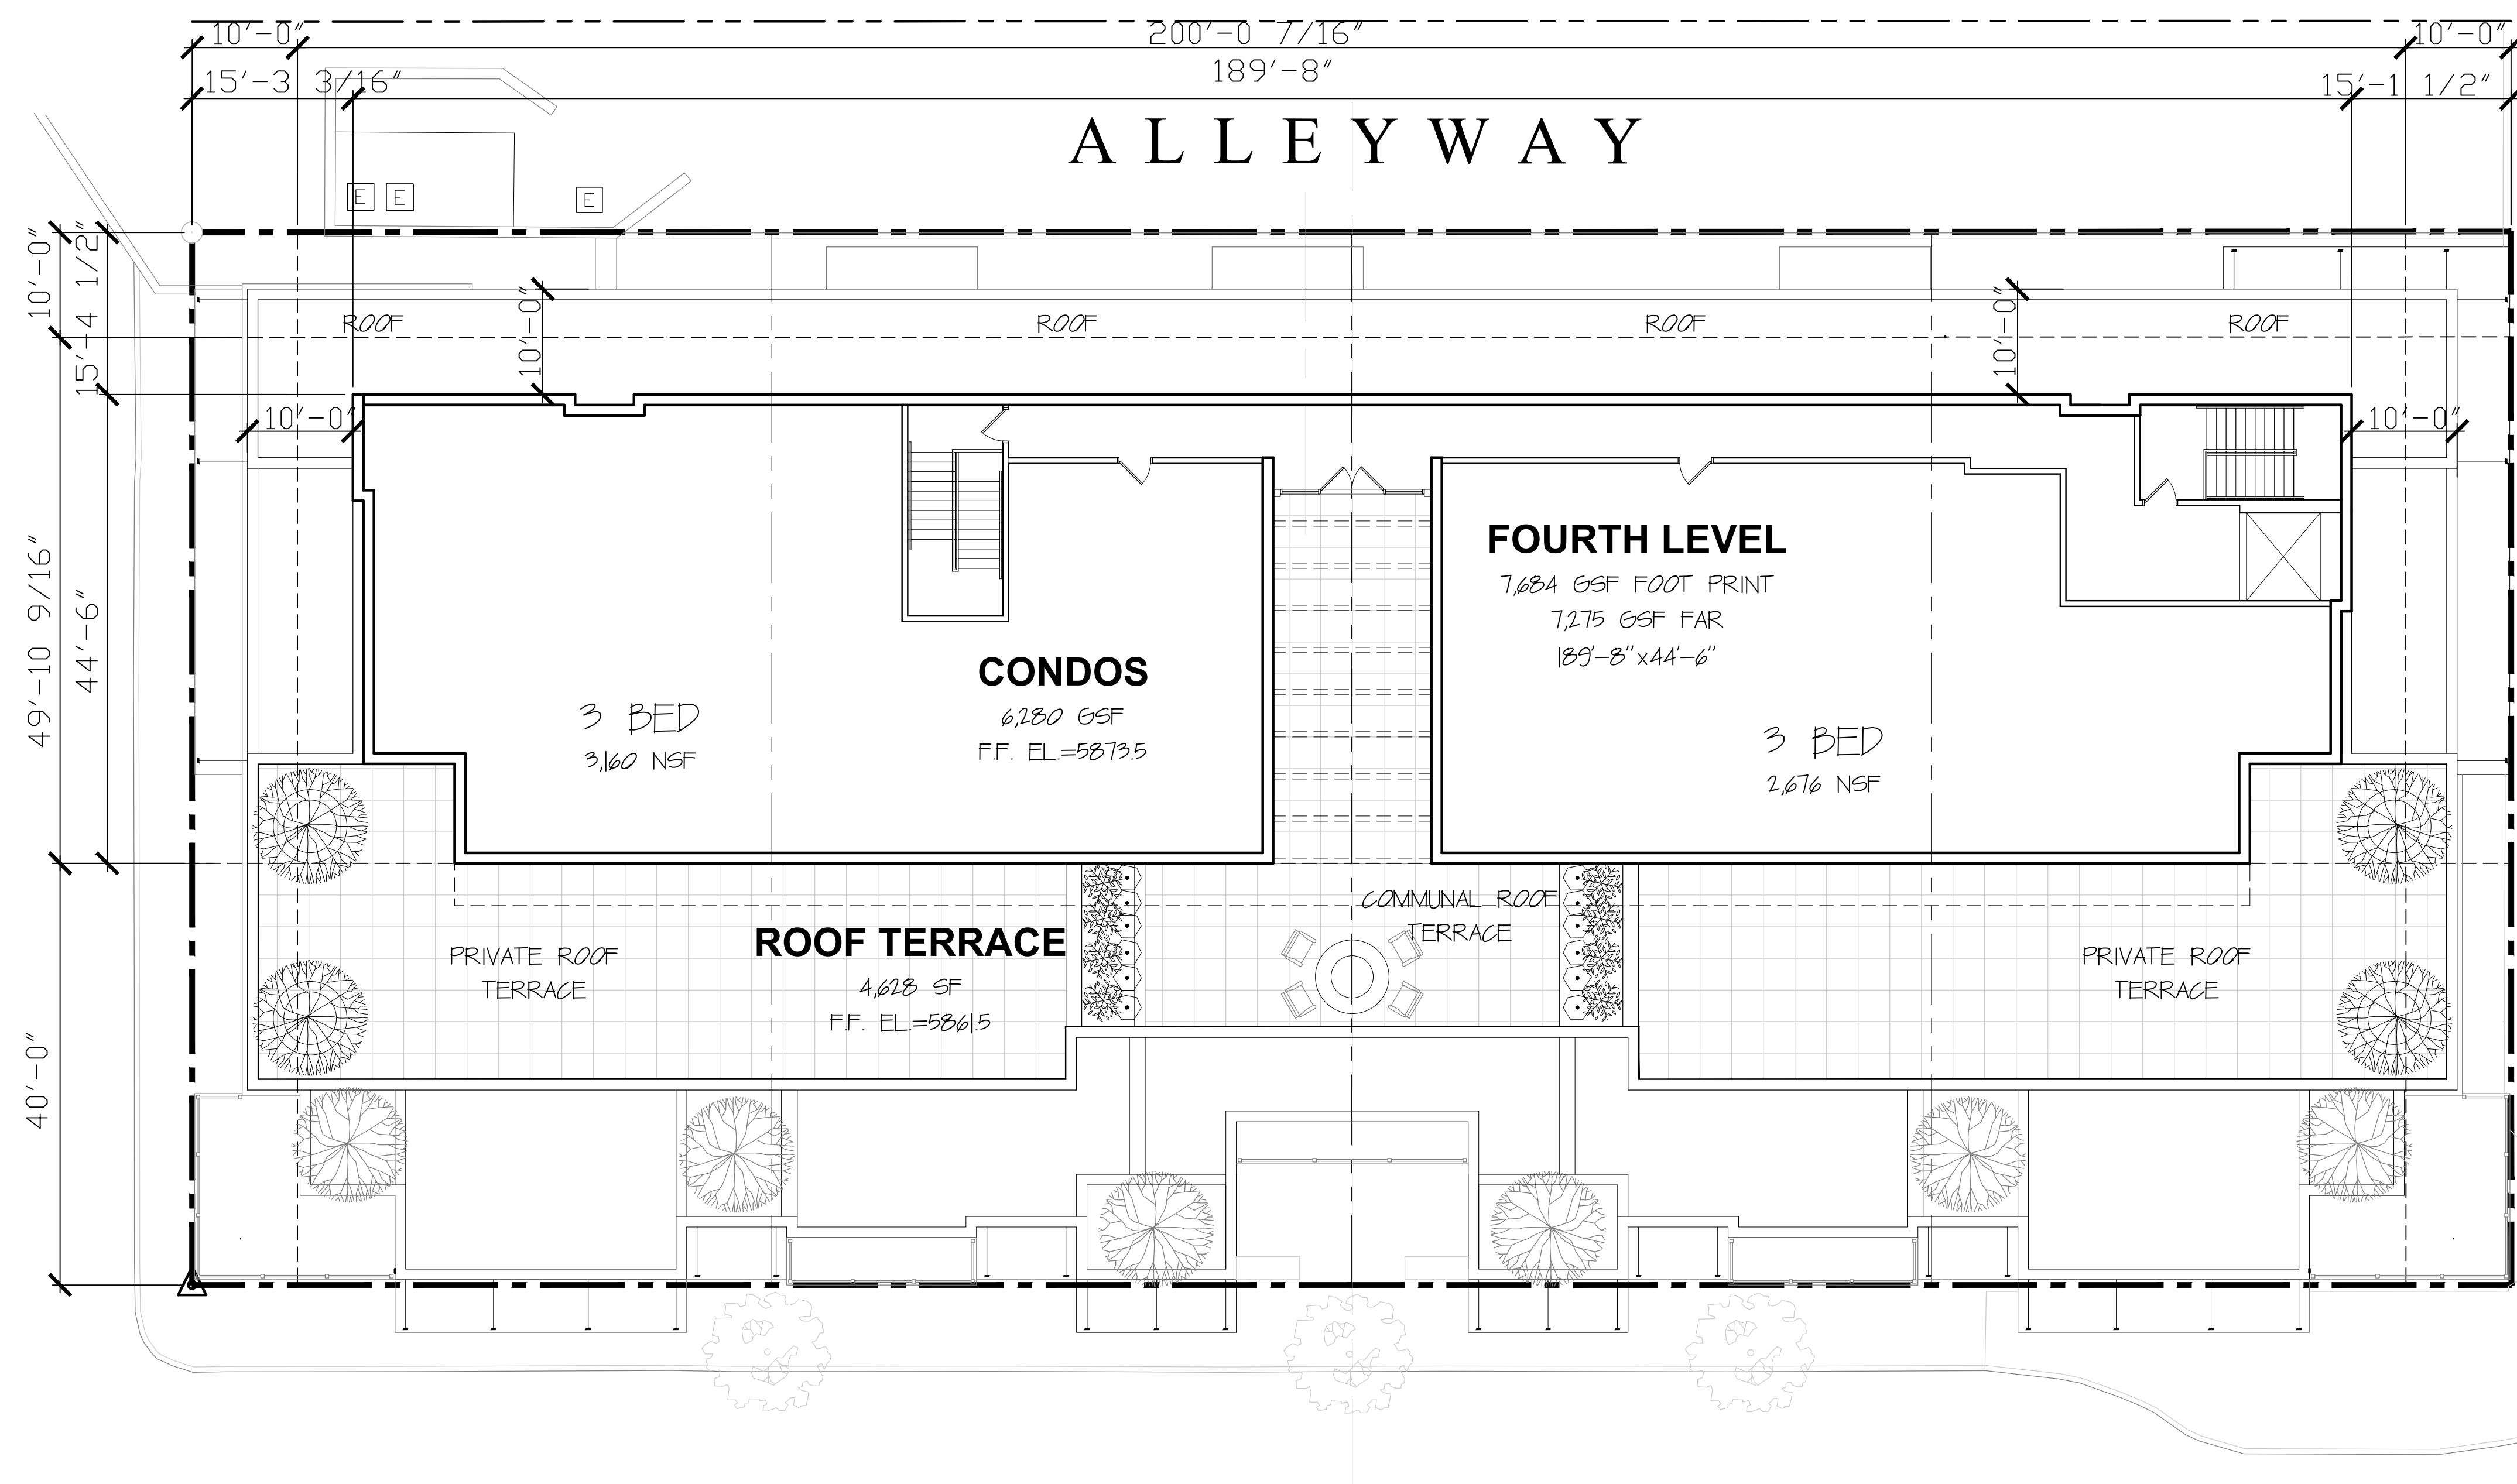 10'-0" 200'-0 7/16" 10'-0"
15'-3 3/16" 189'-8" 15'-1 1/2"
ALLEYWAY
E E E
10'-0"
15'-4 1/2"
ROOF 10'-0" ROOF ROOF 10'-0" ROOF
10'-0" 10'-0"
49'-10 9/16"
44'-6"
FOURTH LEVEL
7,684 GSF FOOT PRINT
7,275 GSF FAR
189'-8"x44'-6"
CONDOS
6,280 GSF
F.F. EL.=5873.5
3 BED
3,160 NSF
3 BED
2,676 NSF
COMMUNAL ROOF
TERRACE
PRIVATE ROOF
TERRACE
ROOF TERRACE
4,628 SF
F.F. EL.=5861.5
PRIVATE ROOF
TERRACE
40'-0"